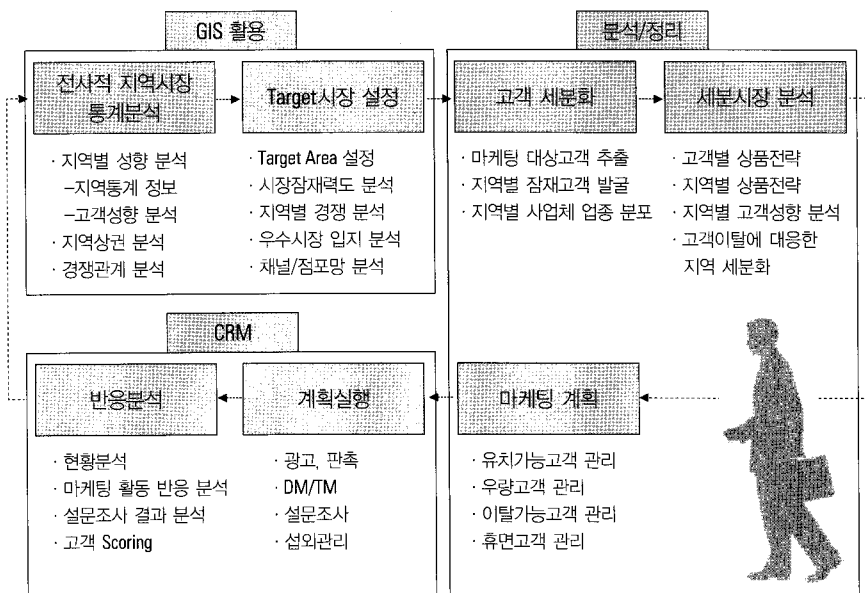 GIS 활용
전사적 지역시장
통계분석
Target시장 설정
· 지역별 성향 분석
-지역통계 정보
-고객성향 분석
· 지역상권 분석
· 경쟁관계 분석
· Target Area 설정
· 시장잠재력도 분석
· 지역별 경쟁 분석
· 우수시장 입지 분석
· 채널/점포망 분석
분석/정리
고객 세분화
세분시장 분석
· 마케팅 대상고객 추출
· 지역별 잠재고객 발굴
· 지역별 사업체 업종 분포
· 고객별 상품전략
· 지역별 상품전략
· 지역별 고객성향 분석
· 고객이탈에 대응한
지역 세분화
CRM
반응분석
계획실행
마케팅 계획
· 현황분석
· 마케팅 활동 반응 분석
· 설문조사 결과 분석
· 고객 Scoring
· 광고, 판촉
· DM/TM
· 설문조사
· 섭외관리
· 유치가능고객 관리
· 우량고객 관리
· 이탈가능고객 관리
· 휴면고객 관리